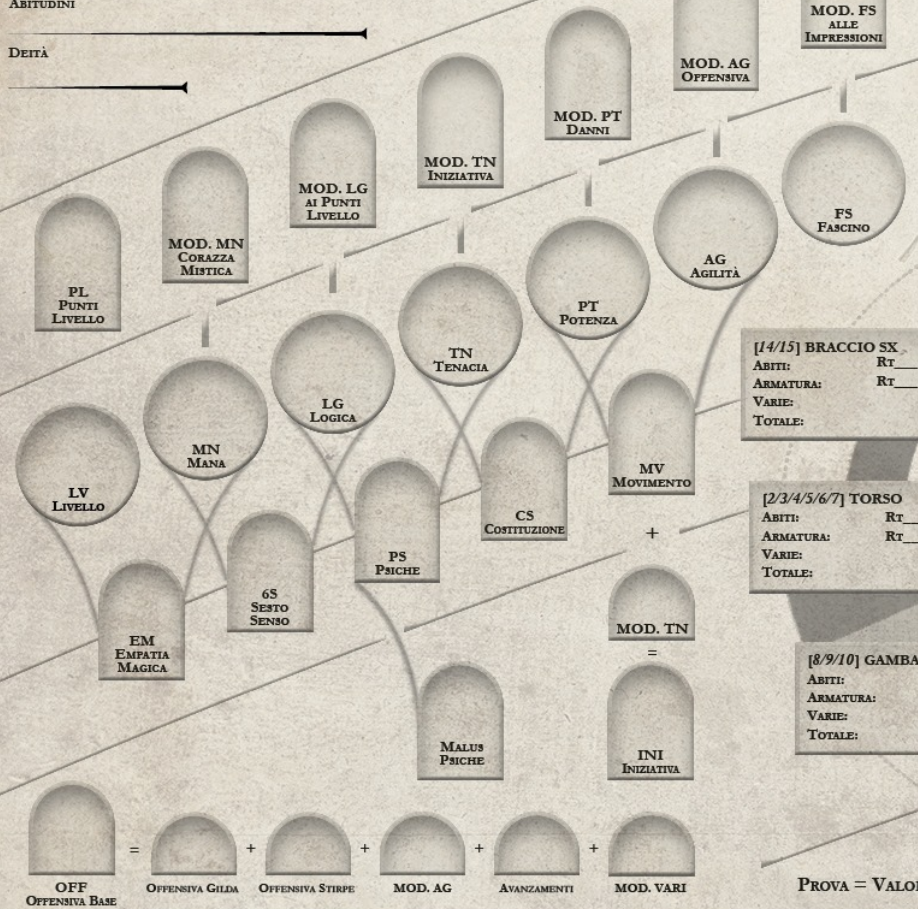 Abitudini
Deità
MOD. FS
alle
Impressioni
MOD. AG
Offensiva
MOD. PT
Danni
MOD. TN
Iniziativa
MOD. LG
ai Punti
Livello
MOD. MN
Corazza
Mistica
PL
Punti
Livello
FS
Fascino
AG
Agilità
PT
Potenza
TN
Tenacia
LG
Logica
MN
Mana
LV
Livello
MV
Movimento
CS
Costituzione
PS
Psiche
6S
Sesto
Senso
EM
Empatia
Magica
+
MOD. TN
=
INI
Iniziativa
Malus
Psiche
[14/15] BRACCIO SX
Abiti: Rt__
Armatura: Rt__
Varie:
Totale:
[2/3/4/5/6/7] TORSO
Abiti: Rt__
Armatura: Rt__
Varie:
Totale:
[8/9/10] GAMBA
Abiti:
Armatura:
Varie:
Totale:
= + + + +
OFF
Offensiva Base
Offensiva Gilda
Offensiva Stirpe
MOD. AG
Avanzamenti
MOD. VARI
Prova = Valo